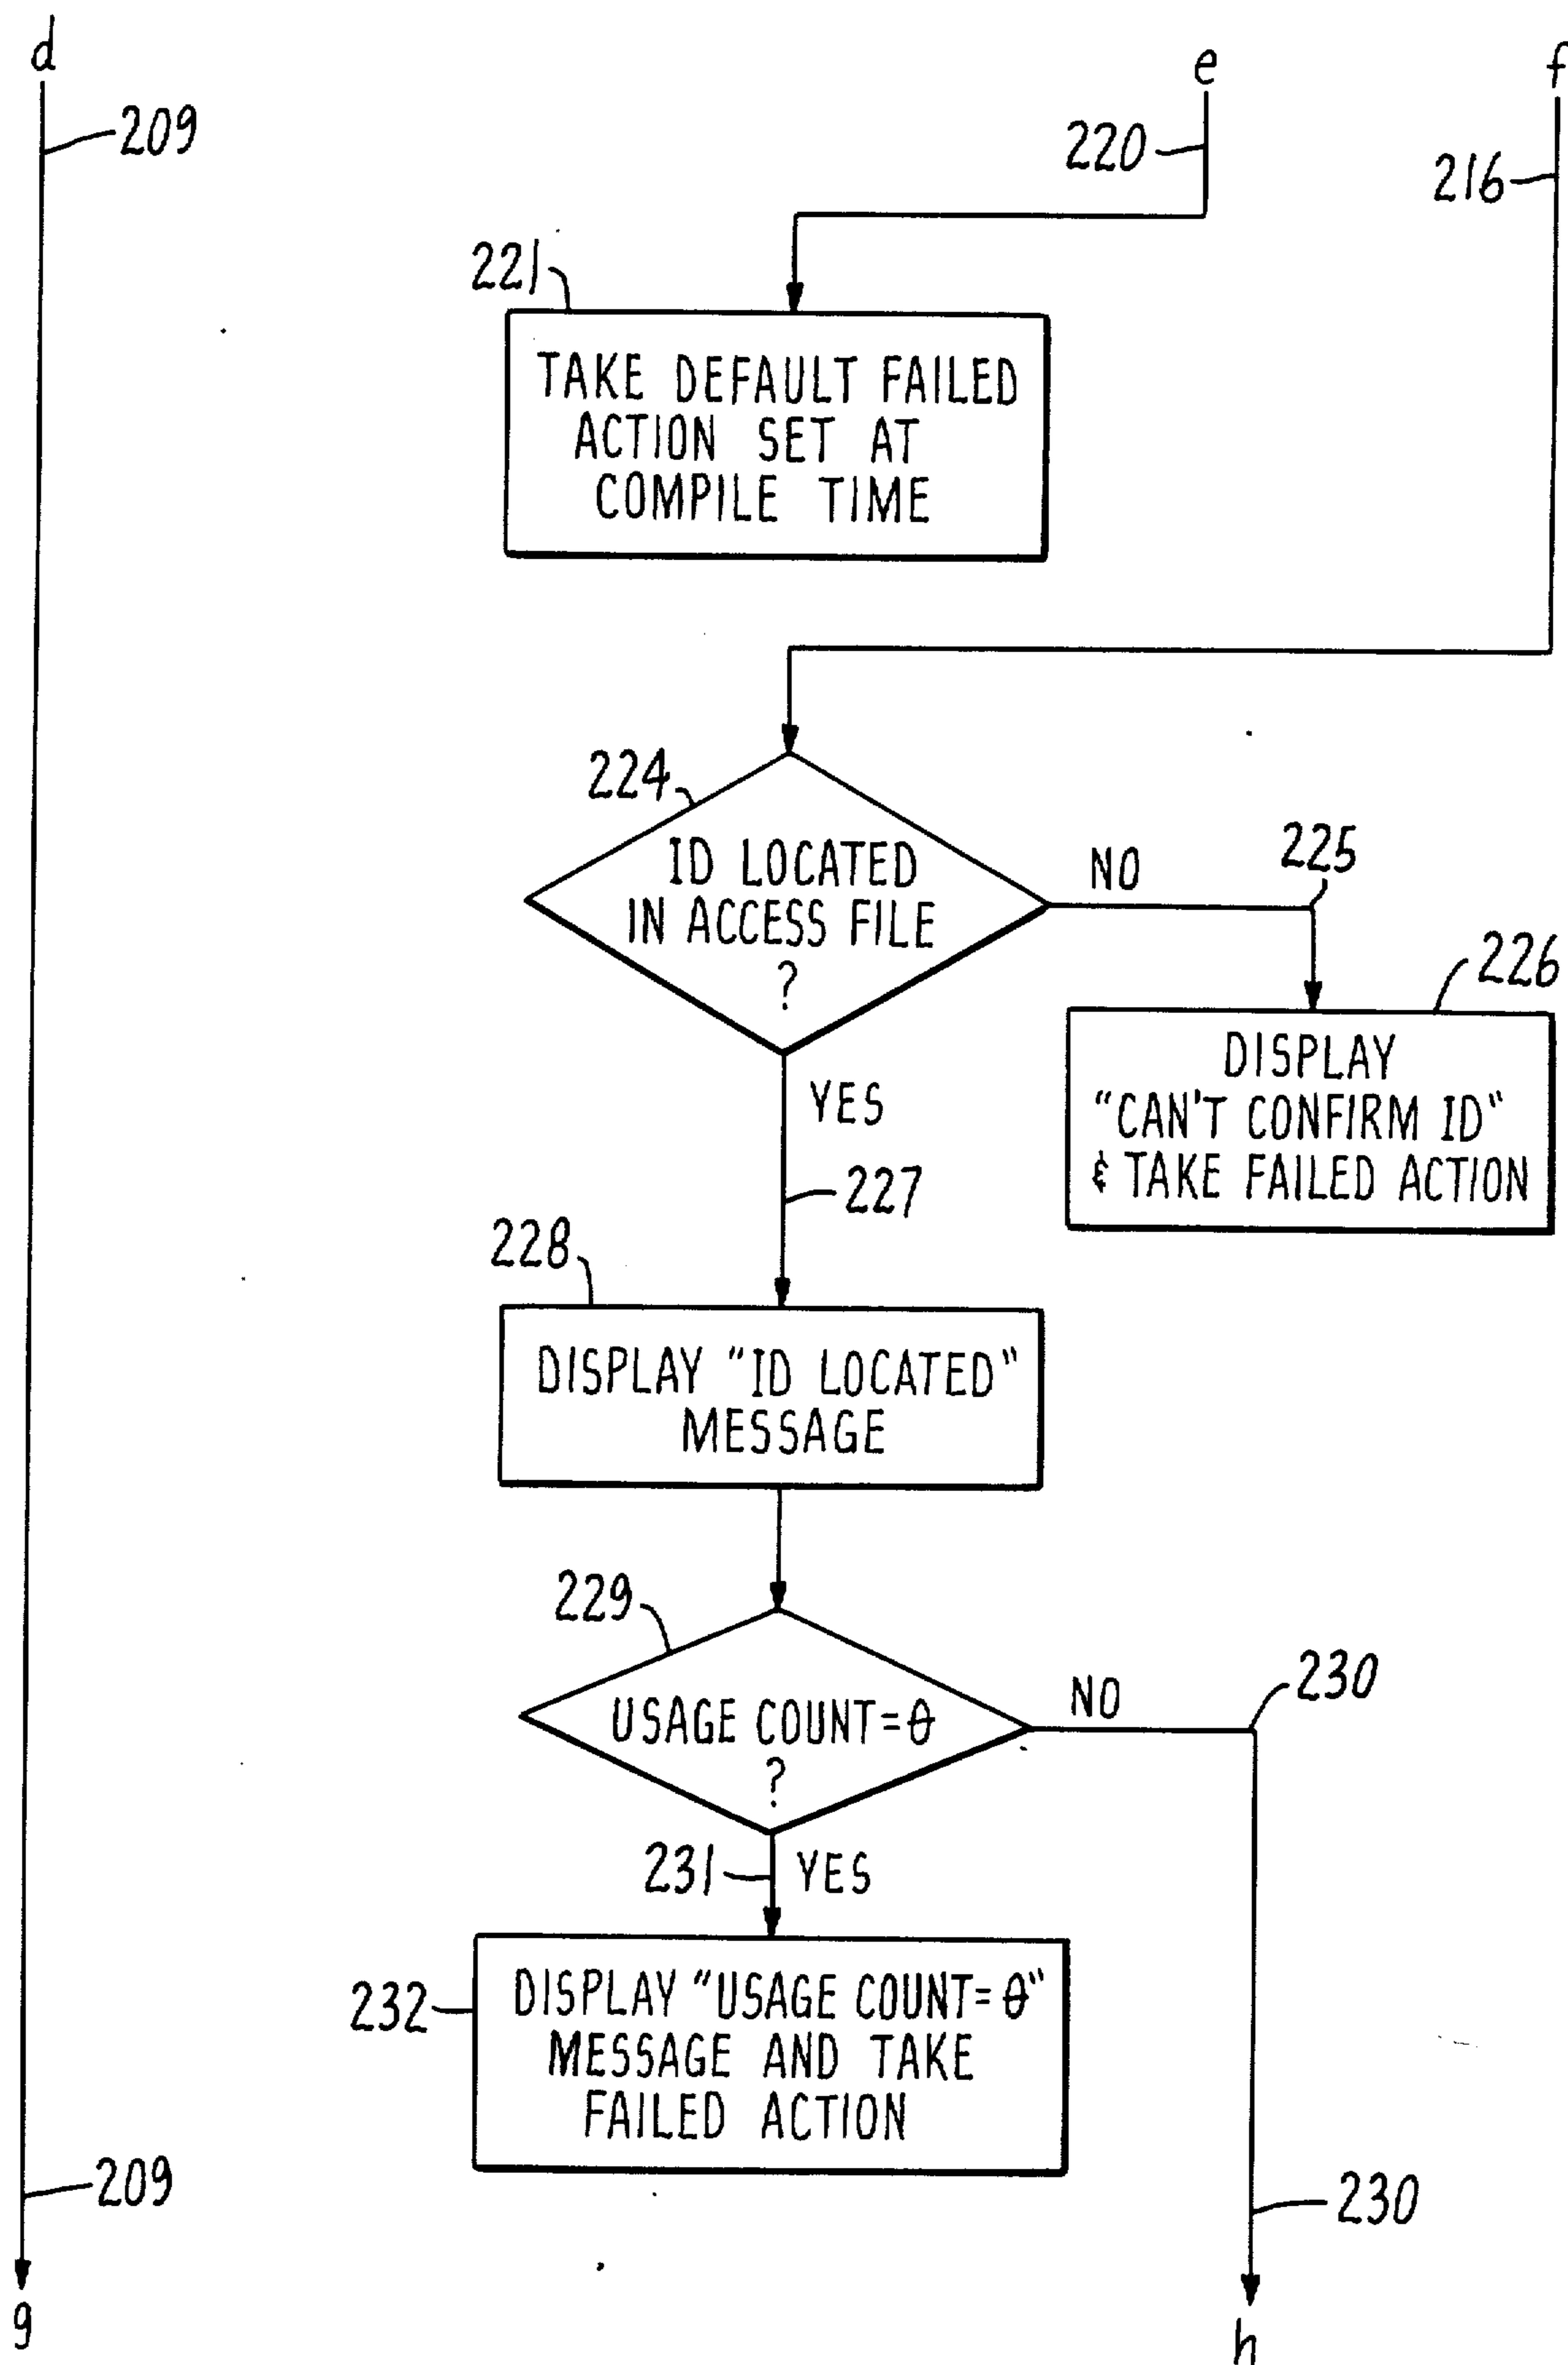 d
e
f
209
220
216
221
TAKE DEFAULT FAILED
ACTION SET AT
COMPILE TIME
224
ID LOCATED
IN ACCESS FILE
?
NO
225
226
DISPLAY
"CAN'T CONFIRM ID"
& TAKE FAILED ACTION
YES
227
228
DISPLAY "ID LOCATED"
MESSAGE
229
USAGE COUNT=0
?
NO
230
231
YES
232
DISPLAY "USAGE COUNT=0"
MESSAGE AND TAKE
FAILED ACTION
209
230
g
h